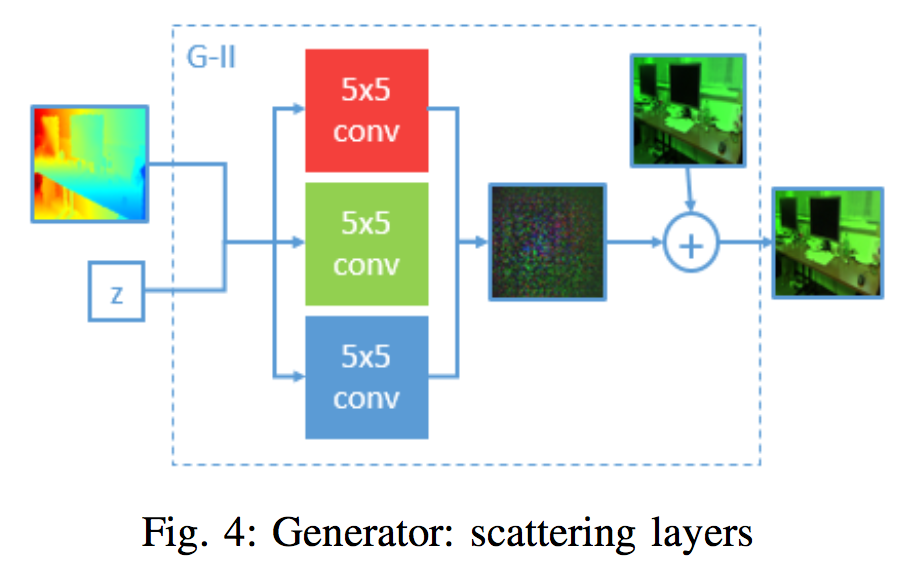 G-II
5x5
conv
5x5
conv
z
5x5
conv
+
Fig. 4: Generator: scattering layers